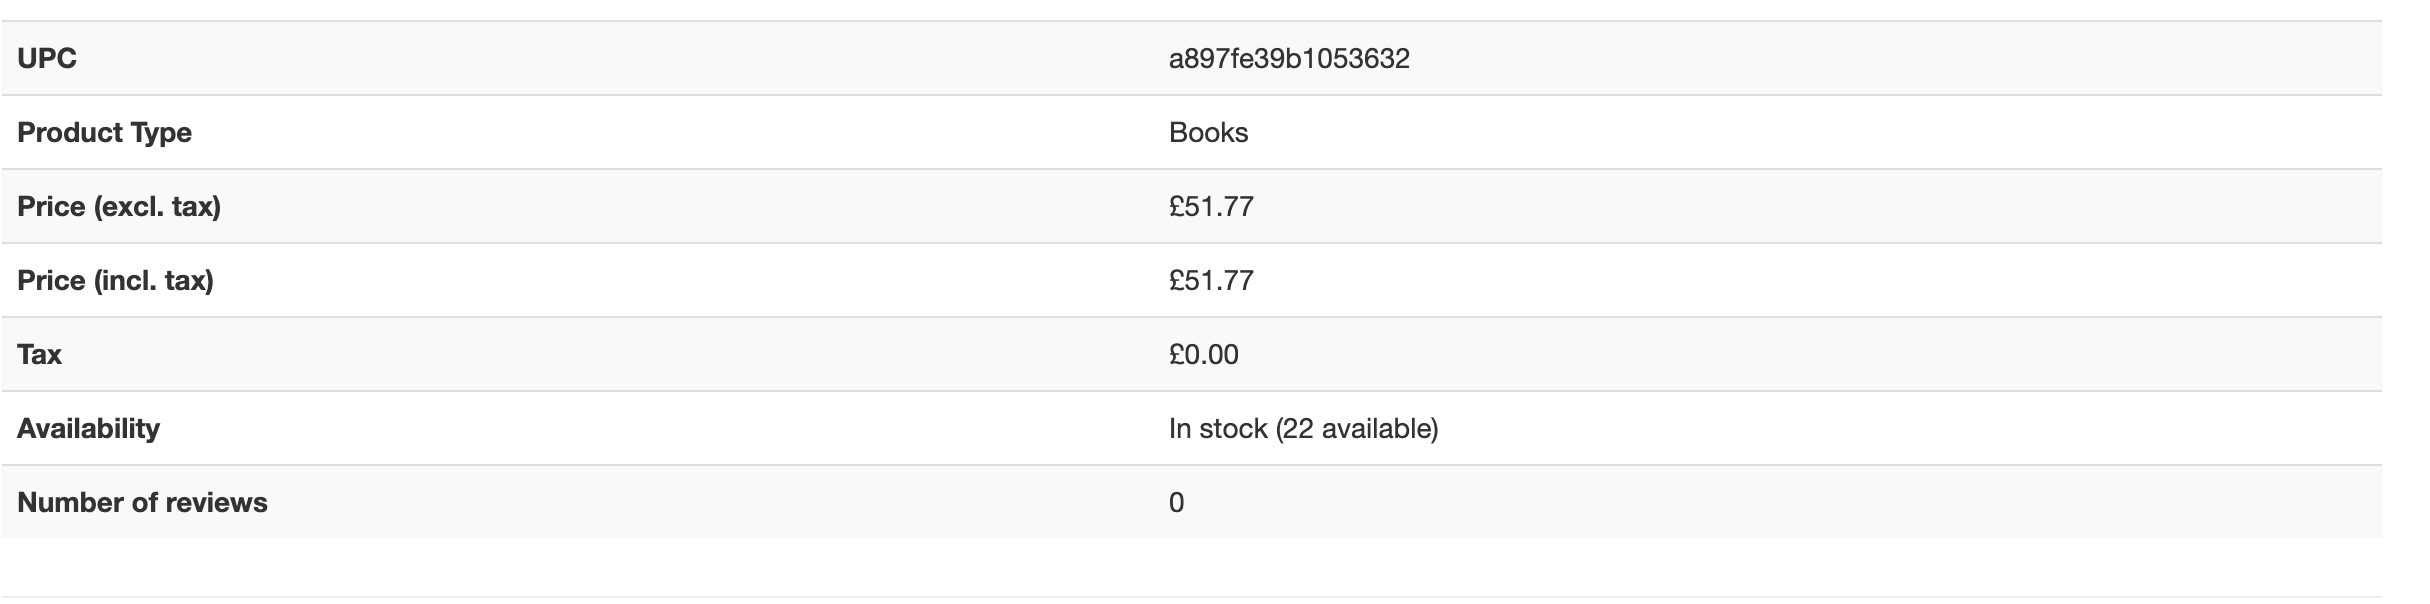 UPC a897fe39b1053632
Product Type Books
Price (excl. tax) £51.77
Price (incl. tax) £51.77
Tax £0.00
Availability In stock (22 available)
Number of reviews 0